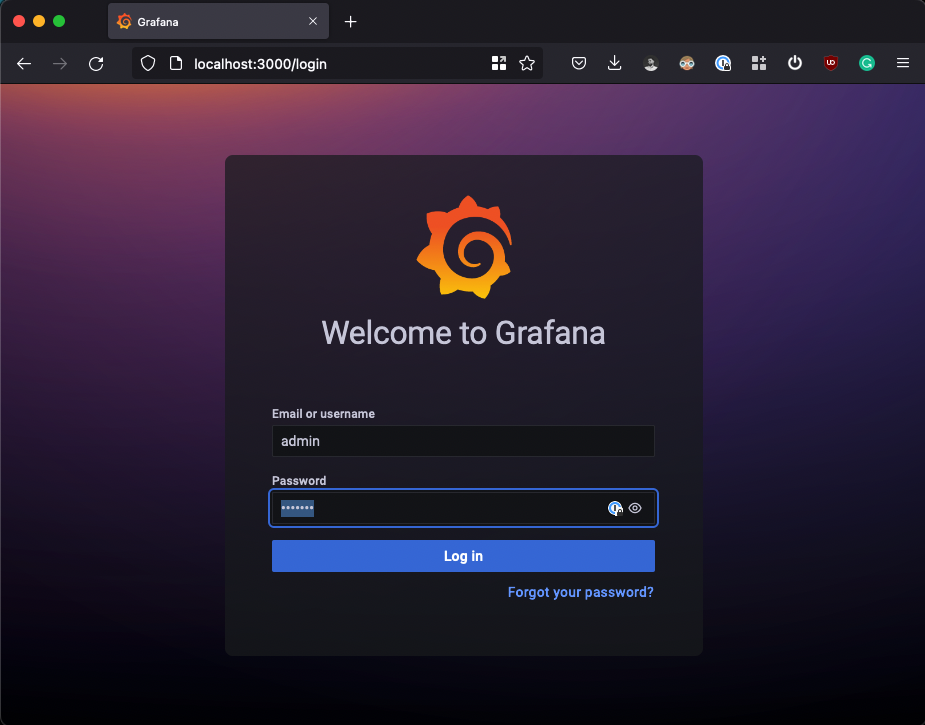 Grafana
localhost:3000/login
Welcome to Grafana
Email or username
admin
Password
•••••••
Log in
Forgot your password?